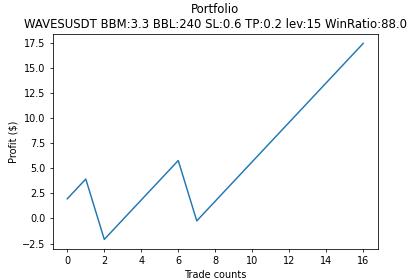 Portfolio
WAVESUSDT BBM:3.3 BBL:240 SL:0.6 TP:0.2 lev:15 WinRatio:88.0
17.5
15.0
12.5
10.0
7.5
5.0
2.5
0.0
−2.5
Profit ($)
0 2 4 6 8 10 12 14 16
Trade counts